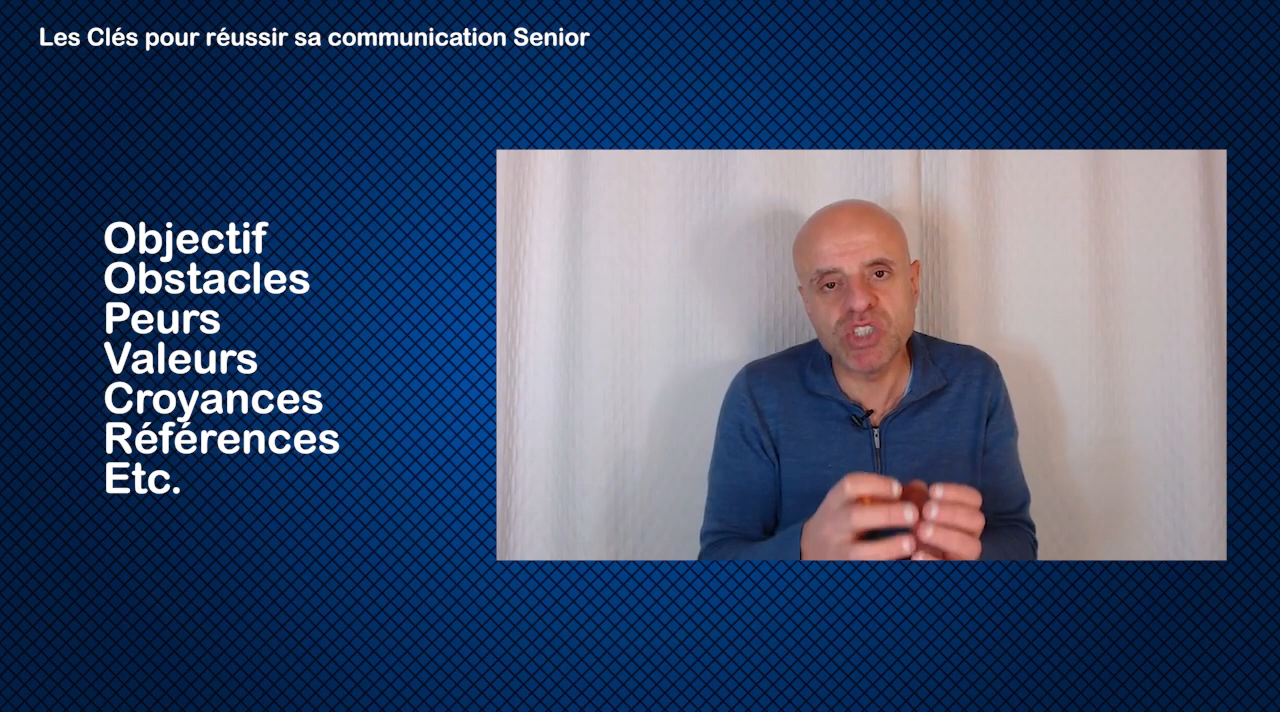 Les Clés pour réussir sa communication Senior
Objectif
Obstacles
Peurs
Valeurs
Croyances
Références
Etc.